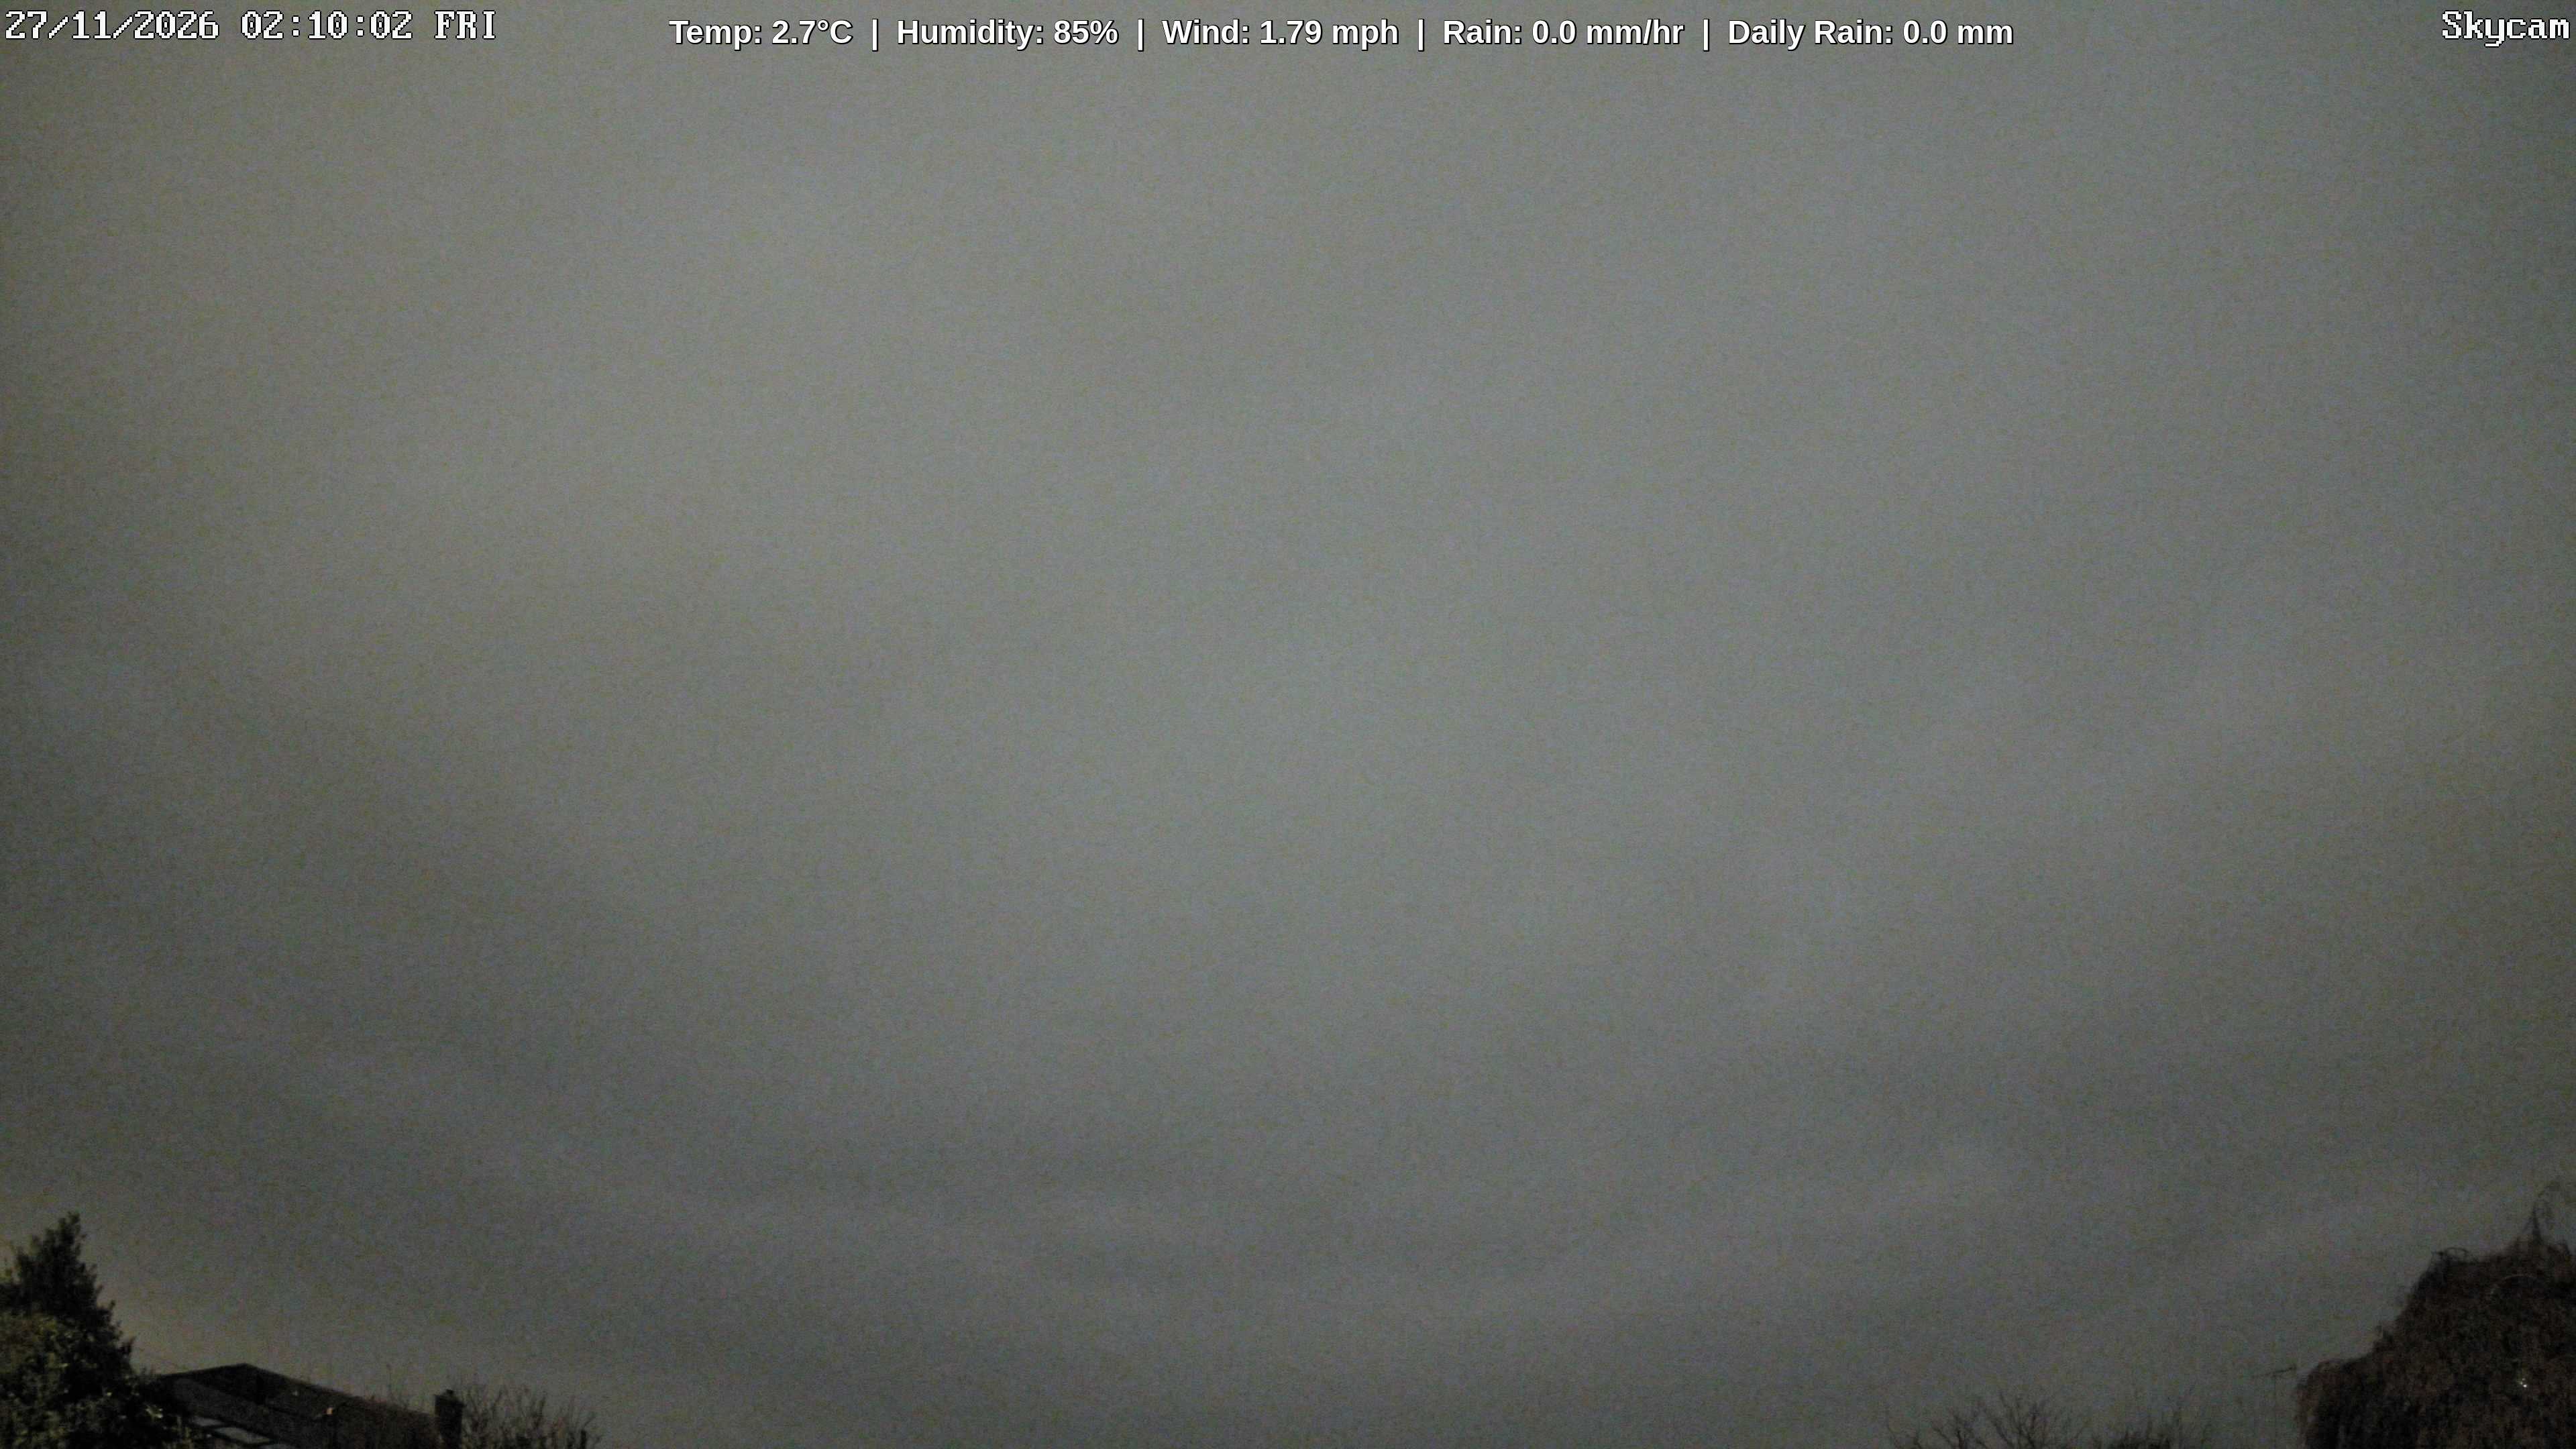 27/11/2026 02:10:02 FRI
Temp: 2.7°C | Humidity: 85% | Wind: 1.79 mph | Rain: 0.0 mm/hr | Daily Rain: 0.0 mm
Skycam